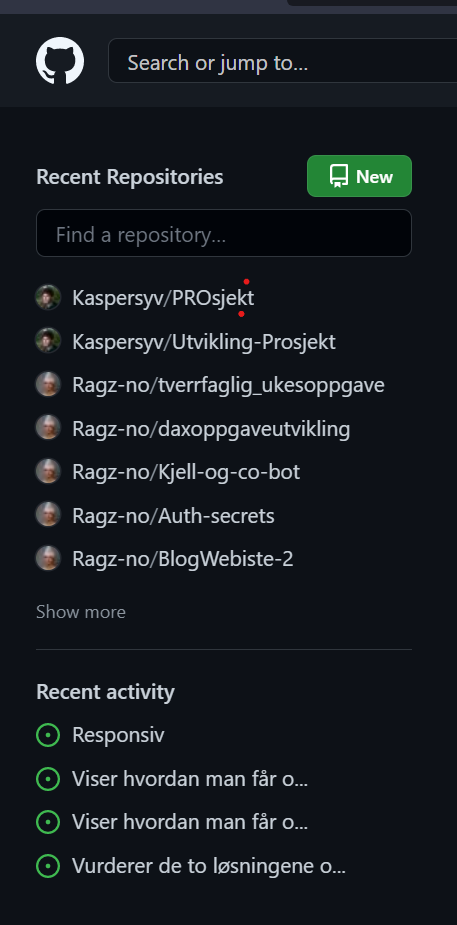 Search or jump to...
Recent Repositories
New
Find a repository...
Kaspersyv/PROsjekt
Kaspersyv/Utvikling-Prosjekt
Ragz-no/tverrfaglig_ukesoppgave
Ragz-no/daxoppgaveutvikling
Ragz-no/Kjell-og-co-bot
Ragz-no/Auth-secrets
Ragz-no/BlogWebiste-2
Show more
Recent activity
Responsiv
Viser hvordan man får o...
Viser hvordan man får o...
Vurderer de to løsningene o...